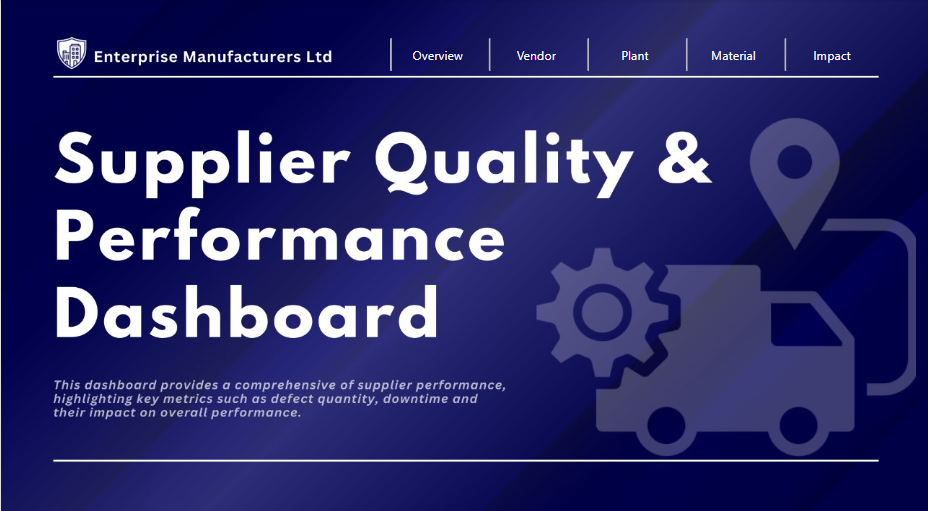 Enterprise Manufacturers Ltd
Overview
Vendor
Plant
Material
Impact
Supplier Quality &
Performance
Dashboard
This dashboard provides a comprehensive of supplier performance,
highlighting key metrics such as defect quantity, downtime and
their impact on overall performance.